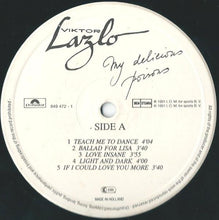 VIKTOR
Lazlo
my delicious
poisons
polydor
849 472 - 1
STEMRA
SIDE A
1 TEACH ME TO DANCE 4'04
2 BALLAD FOR LISA 3'40
3 LOVE INSANE 3'55
4 LIGHT AND DARK 4'00
5 IF I COULD LOVE YOU MORE 3'40
MADE IN HOLLAND